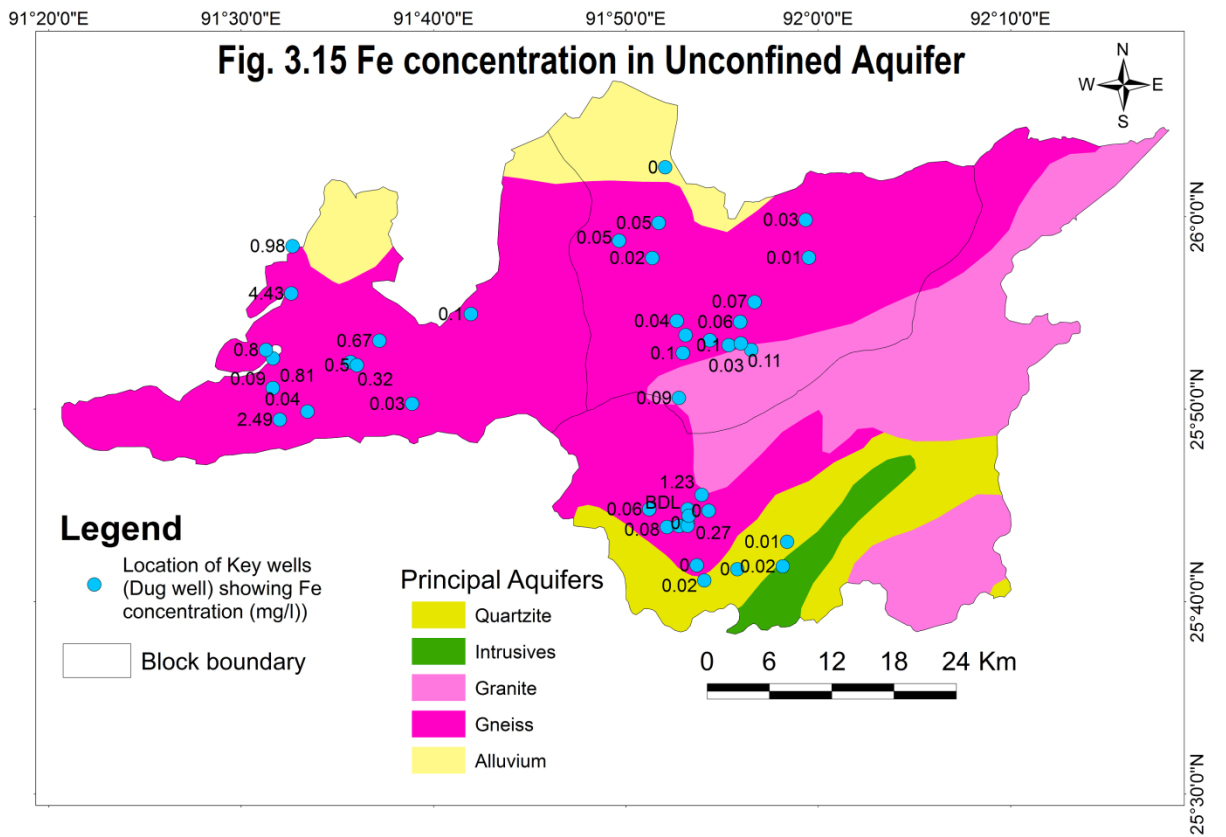 91°20'0"E 91°30'0"E 91°40'0"E 91°50'0"E 92°0'0"E 92°10'0"E
Fig. 3.15 Fe concentration in Unconfined Aquifer
N
W E
S
0
26°0'0"N
0.05
0.03
0.05
0.98
0.02
0.01
4.43
0.07
0.1
0.04
0.06
0.67
0.1
0.8
0.1
0.5
0.03
0.11
0.09
0.81
0.32
0.09
0.04
0.03
25°50'0"N
2.49
1.23
BDL
0.06
0
0.08
0
0.27
0.01
0
0
0.02
0.02
25°40'0"N
Legend
Location of Key wells
(Dug well) showing Fe
concentration (mg/l))
Block boundary
Principal Aquifers
Quartzite
Intrusives
Granite
Gneiss
Alluvium
0 6 12 18 24 Km
25°30'0"N